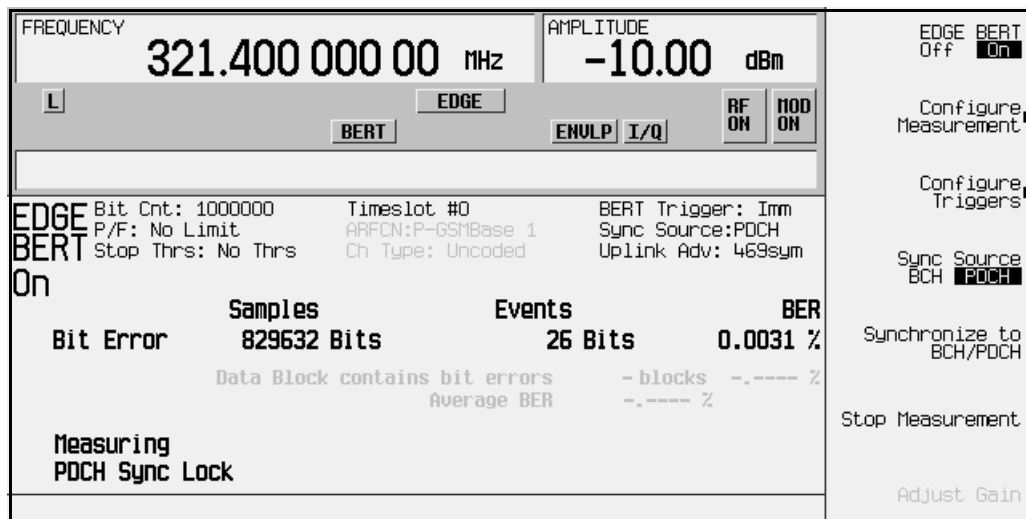 FREQUENCY
321.400 000 00 MHz
AMPLITUDE
-10.00 dBm
L
EDGE
BERT
ENVLP
I/Q
RF ON
MOD ON
EDGE BERT On
Bit Cnt: 1000000 Timeslot #0 BERT Trigger: Imm
P/F: No Limit ARFCN:P-GSMBase 1 Sync Source:PDCH
Stop Thrs: No Thrs Ch Type: Uncoded Uplink Adv: 469sym
Samples Events BER
Bit Error 829632 Bits 26 Bits 0.0031 %
Data Block contains bit errors - blocks -.---- %
Average BER -.---- %
Measuring
PDCH Sync Lock
EDGE BERT
Off On
Configure
Measurement
Configure
Triggers
Sync Source
BCH PDCH
Synchronize to
BCH/PDCH
Stop Measurement
Adjust Gain